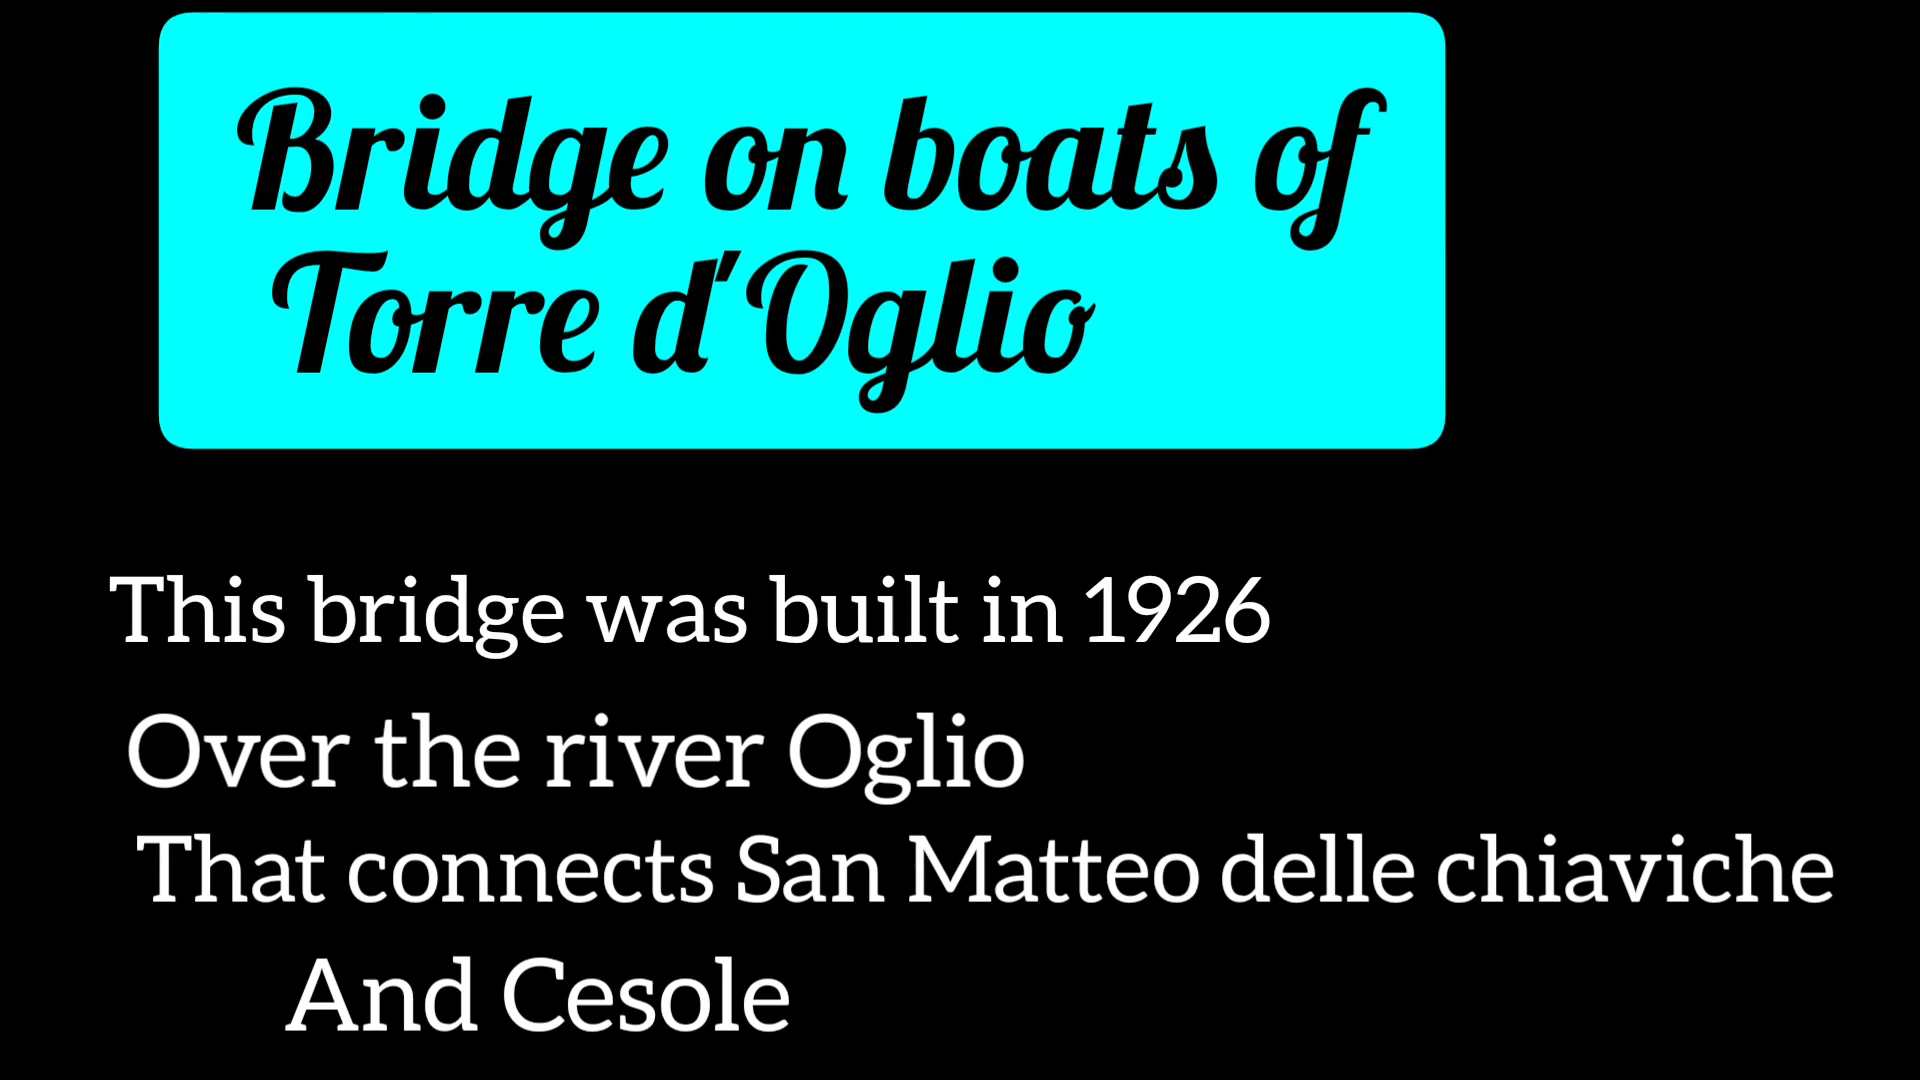 Bridge on boats of
Torre d'Oglio
This bridge was built in 1926
Over the river Oglio
That connects San Matteo delle chiaviche
And Cesole